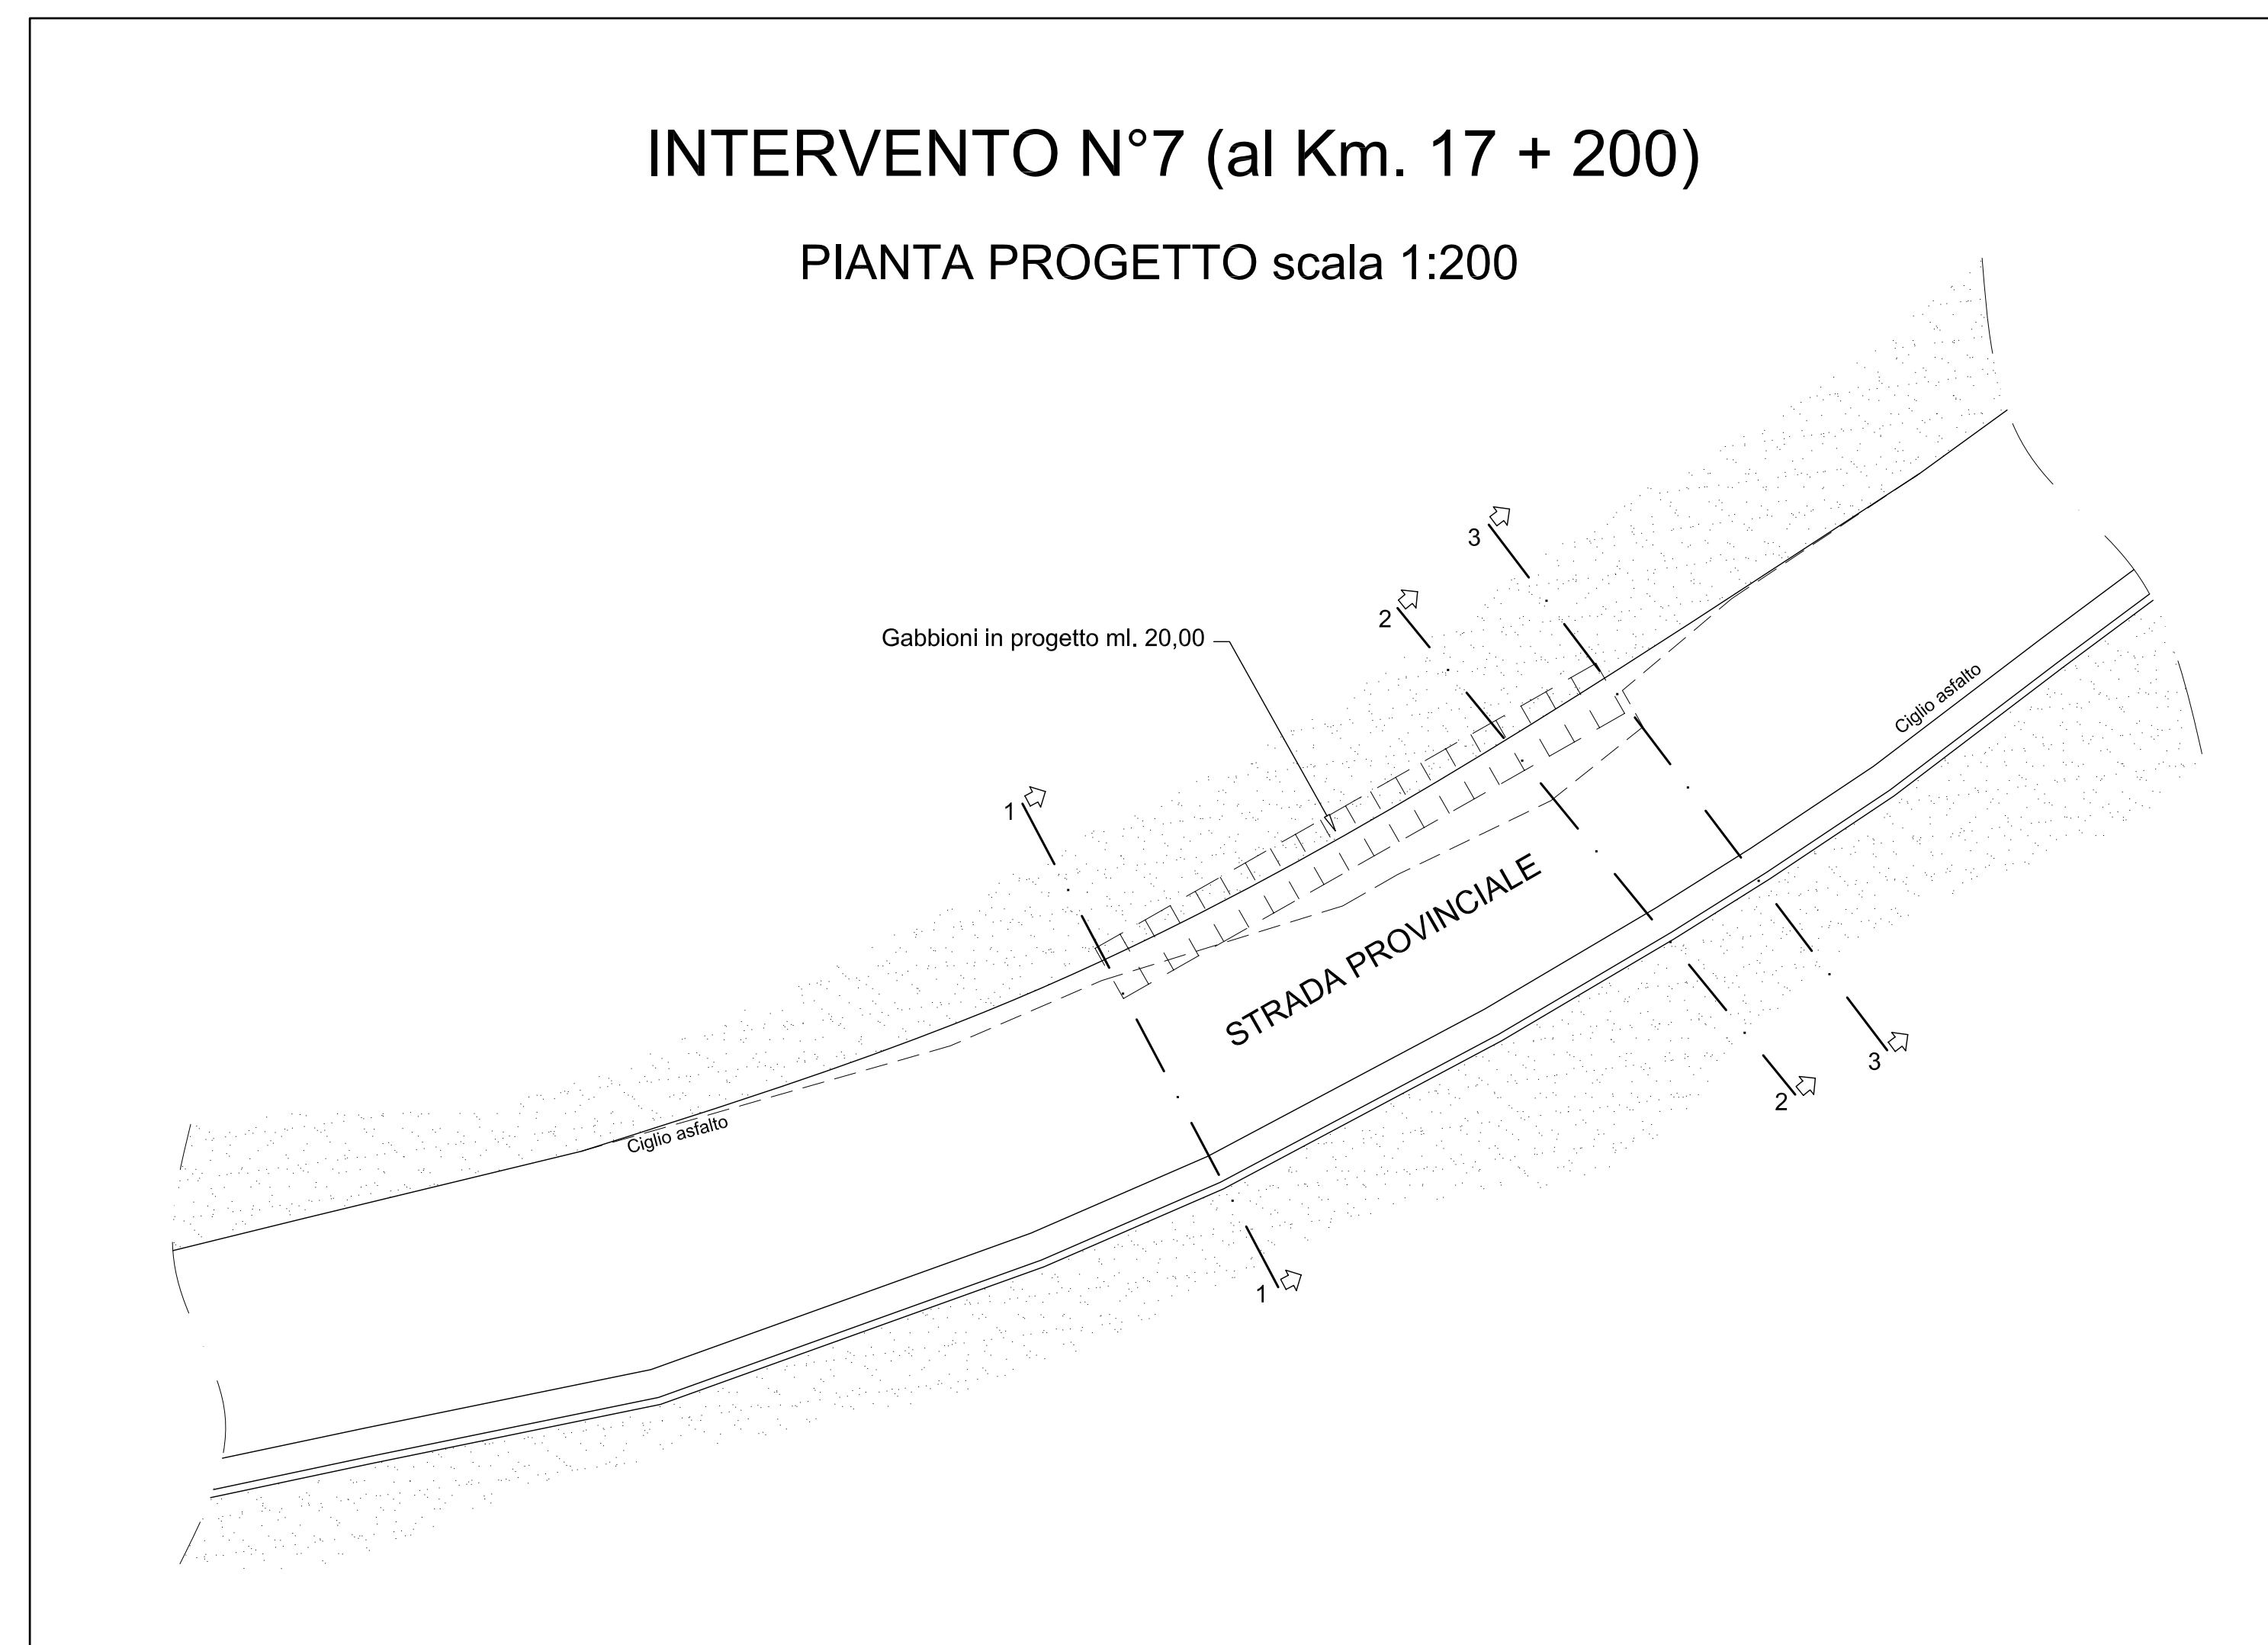 INTERVENTO N°7 (al Km. 17 + 200)
PIANTA PROGETTO scala 1:200
3
2
Gabbioni in progetto ml. 20,00
Ciglio asfalto
1
STRADA PROVINCIALE
3
2
Ciglio asfalto
1